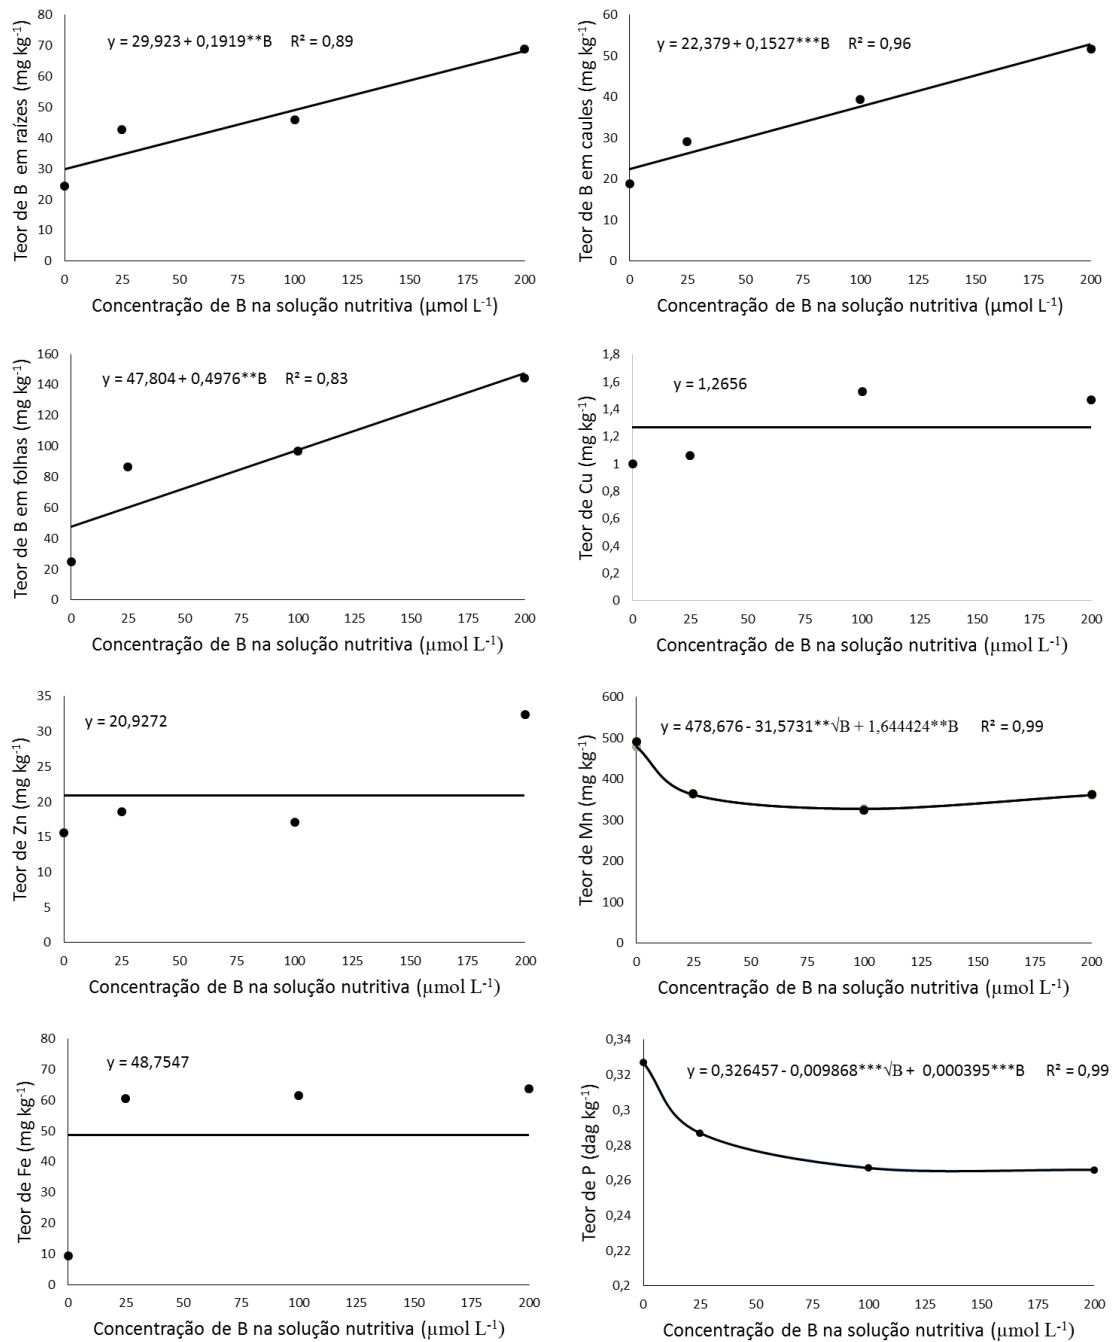 80
70
60
50
40
30
20
10
0
Teor de B em raízes (mg kg⁻¹)
y = 29,923 + 0,1919**B R² = 0,89
0 25 50 75 100 125 150 175 200
Concentração de B na solução nutritiva (μmol L⁻¹)
60
50
40
30
20
10
0
Teor de B em caules (mg kg⁻¹)
y = 22,379 + 0,1527***B R² = 0,96
0 25 50 75 100 125 150 175 200
Concentração de B na solução nutritiva (μmol L⁻¹)
160
140
120
100
80
60
40
20
0
Teor de B em folhas (mg kg⁻¹)
y = 47,804 + 0,4976**B R² = 0,83
0 25 50 75 100 125 150 175 200
Concentração de B na solução nutritiva (μmol L⁻¹)
1,8
1,6
1,4
1,2
1
0,8
0,6
0,4
0,2
0
Teor de Cu (mg kg⁻¹)
y = 1,2656
0 25 50 75 100 125 150 175 200
Concentração de B na solução nutritiva (μmol L⁻¹)
35
30
25
20
15
10
5
0
Teor de Zn (mg kg⁻¹)
y = 20,9272
0 25 50 75 100 125 150 175 200
Concentração de B na solução nutritiva (μmol L⁻¹)
600
500
400
300
200
100
0
Teor de Mn (mg kg⁻¹)
y = 478,676 - 31,5731**√B + 1,644424**B R² = 0,99
0 25 50 75 100 125 150 175 200
Concentração de B na solução nutritiva (μmol L⁻¹)
80
70
60
50
40
30
20
10
0
Teor de Fe (mg kg⁻¹)
y = 48,7547
0 25 50 75 100 125 150 175 200
Concentração de B na solução nutritiva (μmol L⁻¹)
0,34
0,32
0,3
0,28
0,26
0,24
0,22
0,2
Teor de P (dag kg⁻¹)
y = 0,326457 - 0,009868***√B + 0,000395***B R² = 0,99
0 25 50 75 100 125 150 175 200
Concentração de B na solução nutritiva (μmol L⁻¹)